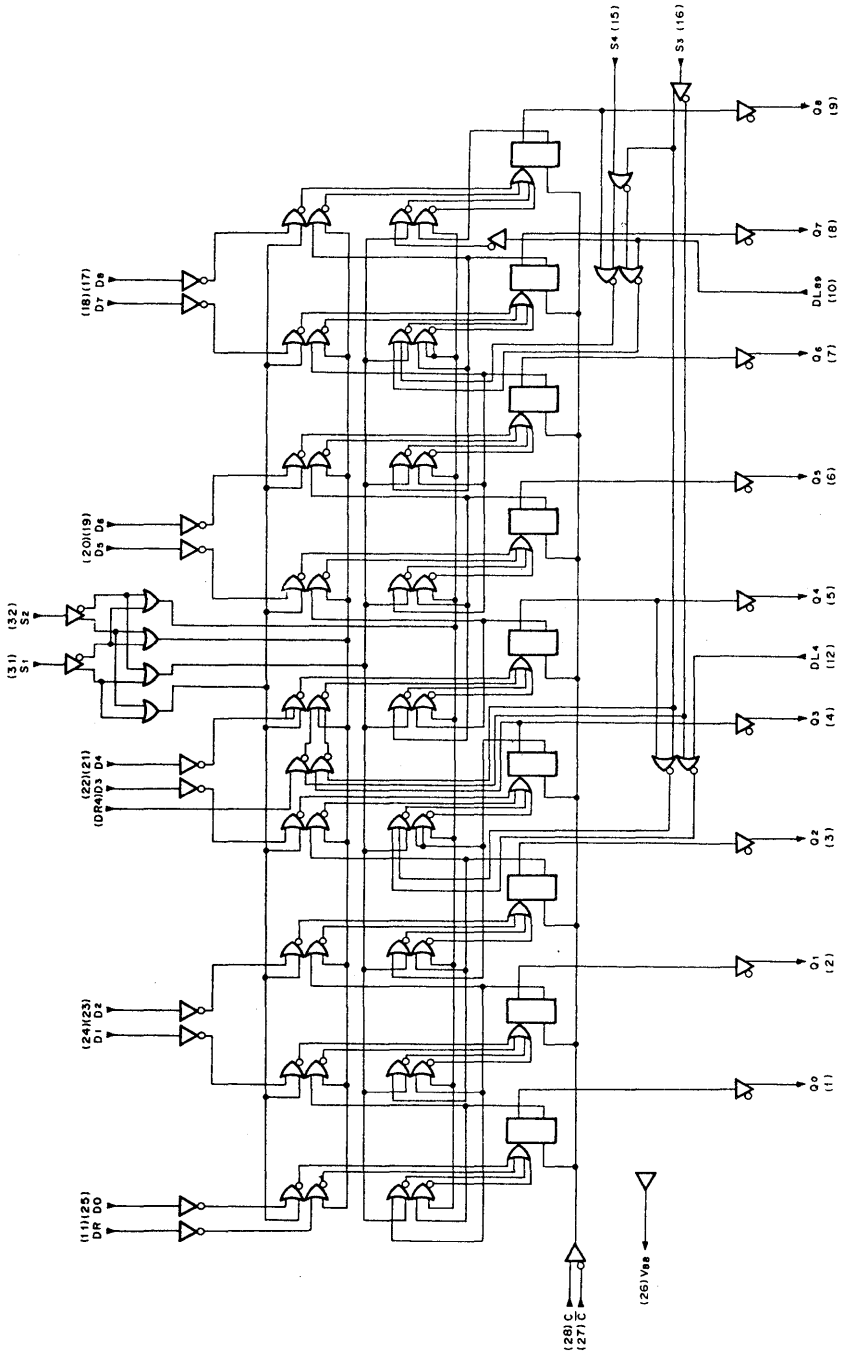 (11)(25)
DR D0
(24)(23)
D1 D2
(22)(21)
(DR4)D3 D4
(31)
S1
(32)
S2
(20)(19)
D5 D6
(18)(17)
D7 D8
(28) C
(27) C̅
(26) VBB
S4 (15)
S3 (16)
Q0
(1)
Q1
(2)
Q2
(3)
Q3
(4)
DL4
(12)
Q4
(5)
Q5
(6)
Q6
(7)
DL89
(10)
Q7
(8)
Q8
(9)